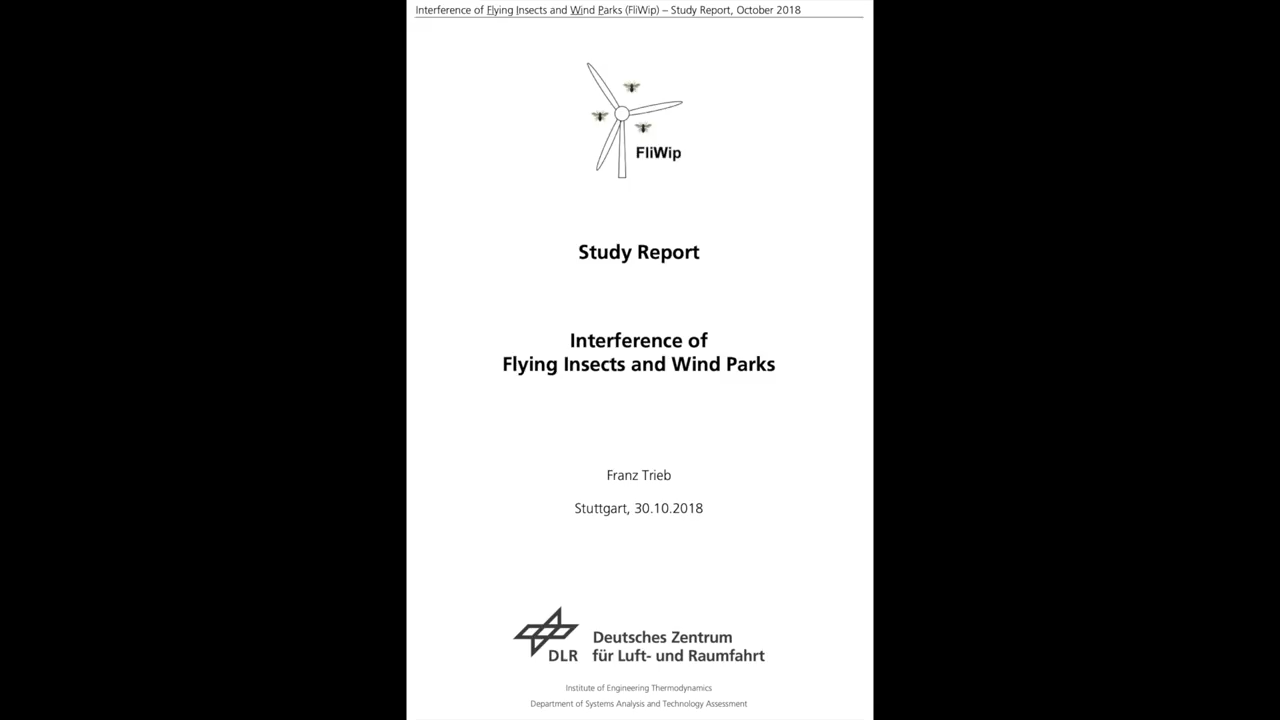 Interference of Flying Insects and Wind Parks (FliWip) – Study Report, October 2018
FliWip
Study Report
Interference of
Flying Insects and Wind Parks
Franz Trieb
Stuttgart, 30.10.2018
Deutsches Zentrum
DLR für Luft- und Raumfahrt
Institute of Engineering Thermodynamics
Department of Systems Analysis and Technology Assessment